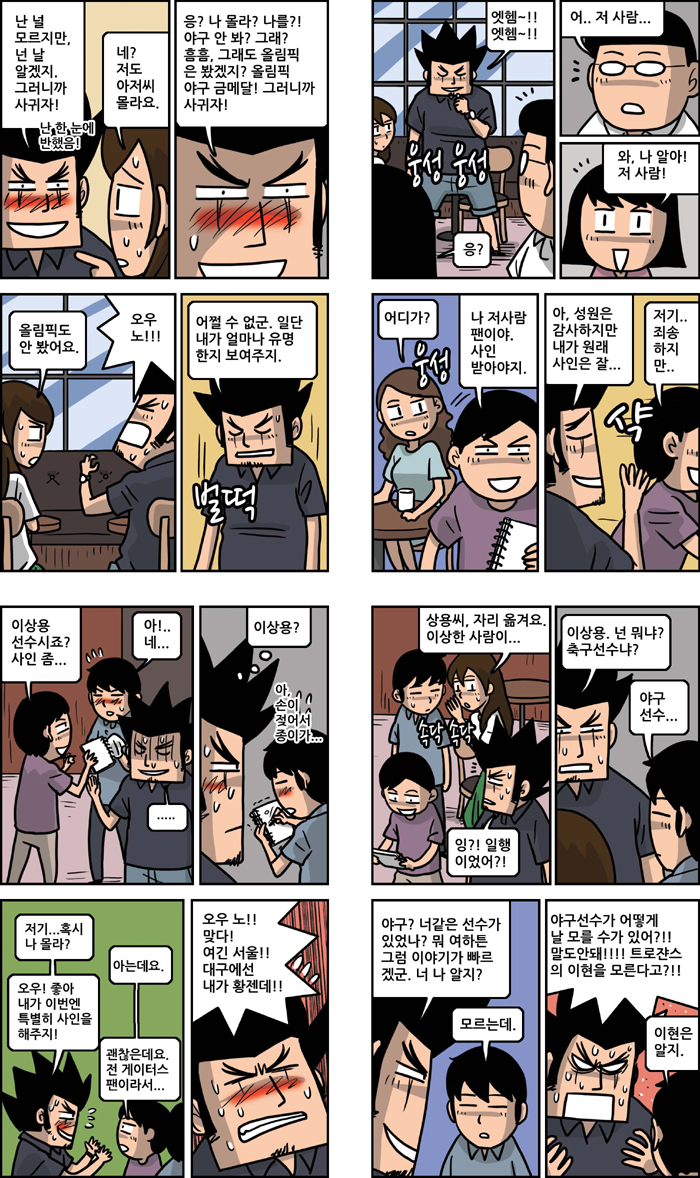 난 널
모르지만,
넌 날
알겠지.
그러니까
사귀자!
난 한 눈에
반했음!
네?
저도
아저씨
몰라요.
응? 나 몰라? 나를?!
야구 안 봐? 그래?
흠흠, 그래도 올림픽
은 봤겠지? 올림픽
야구 금메달! 그러니까
사귀자!
올림픽도
안 봤어요.
오우
노!!!
어쩔 수 없군. 일단
내가 얼마나 유명
한지 보여주지.
벌떡
엣헴~!!
엣헴~!!
웅성 웅성
응?
어.. 저 사람...
와, 나 알아!
저 사람!
어디가?
웅성
나 저사람
팬이야.
사인
받아야지.
아, 성원은
감사하지만
내가 원래
사인은 잘...
저기..
죄송
하지
만..
샥
이상용
선수시죠?
사인 좀...
아!..
네...
.....
이상용?
아,
손이
젖어서
종이가...
저기...혹시
나 몰라?
아는데요.
오우! 좋아
내가 이번엔
특별히 사인을
해주지!
괜찮은데요.
전 게이터스
팬이라서...
오우 노!!
맞다!
여긴 서울!!
대구에선
내가 황젠데!!
상용씨, 자리 옮겨요.
이상한 사람이...
속닥 속닥
잉?! 일행
이었어?!
이상용. 넌 뭐냐?
축구선수냐?
야구
선수...
야구? 너같은 선수가
있었나? 뭐 여하튼
그럼 이야기가 빠르
겠군. 너 나 알지?
모르는데.
야구선수가 어떻게
날 모를 수가 있어?!!
말도안돼!!!! 트로쟌스
의 이현을 모른다고?!!
이현은
알지.